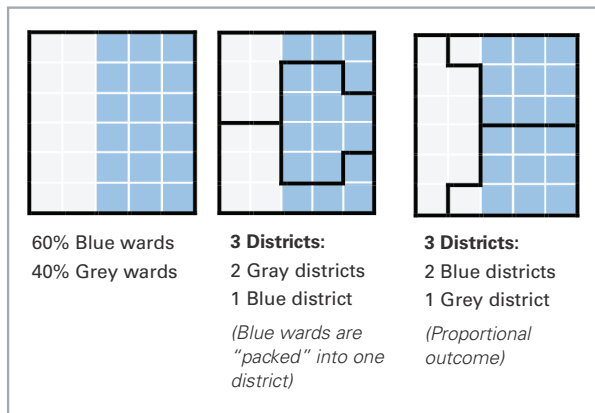 60% Blue wards
40% Grey wards
3 Districts:
2 Gray districts
1 Blue district
(Blue wards are
"packed" into one
district)
3 Districts:
2 Blue districts
1 Grey district
(Proportional
outcome)